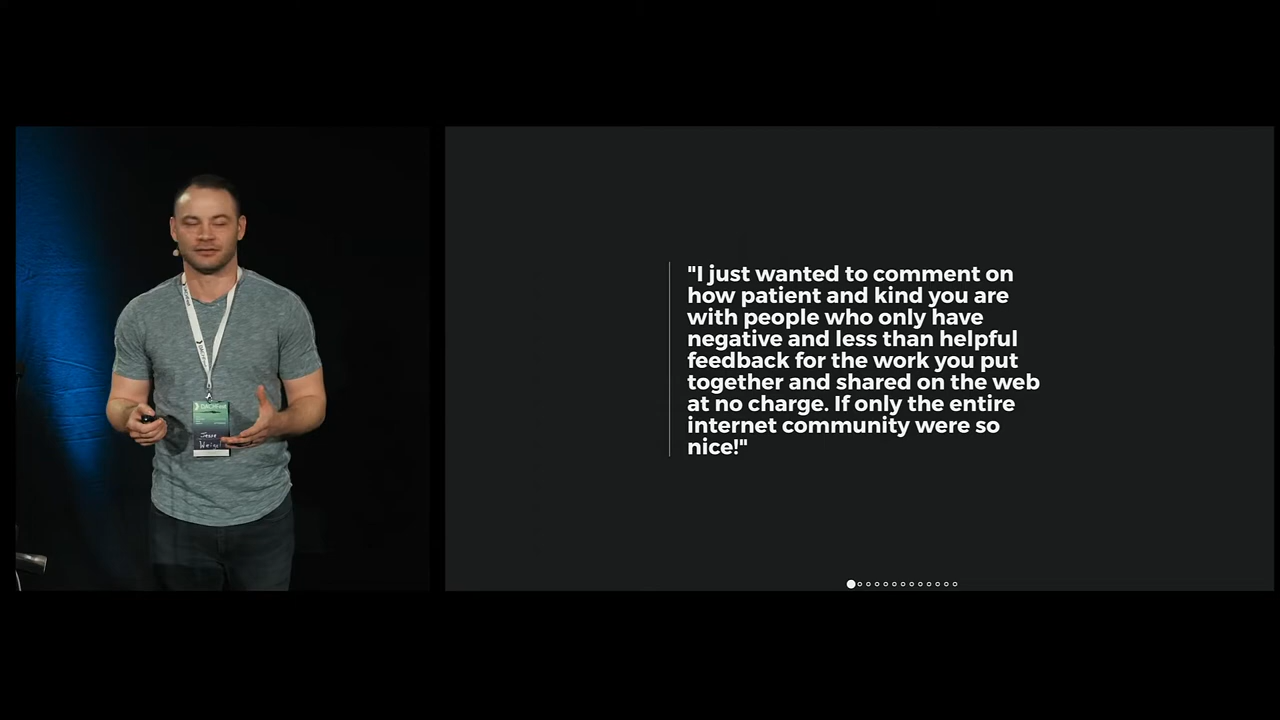 "I just wanted to comment on
how patient and kind you are
with people who only have
negative and less than helpful
feedback for the work you put
together and shared on the web
at no charge. If only the entire
internet community were so
nice!"